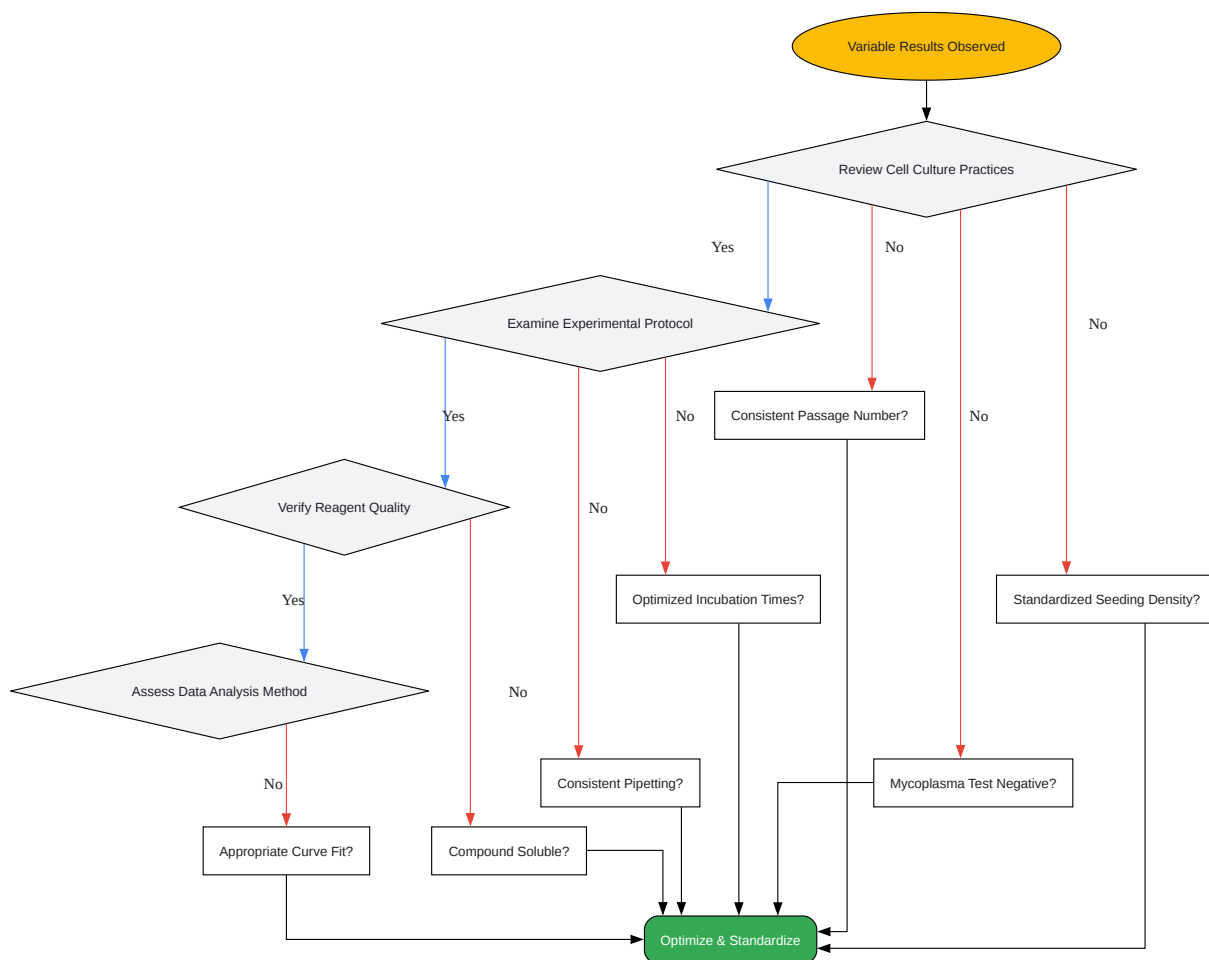 Variable Results Observed
Review Cell Culture Practices
Yes
No
Examine Experimental Protocol
No
Yes
No
Consistent Passage Number?
No
Verify Reagent Quality
No
Yes
Optimized Incubation Times?
Standardized Seeding Density?
Assess Data Analysis Method
No
No
Consistent Pipetting?
Mycoplasma Test Negative?
Appropriate Curve Fit?
Compound Soluble?
Optimize & Standardize